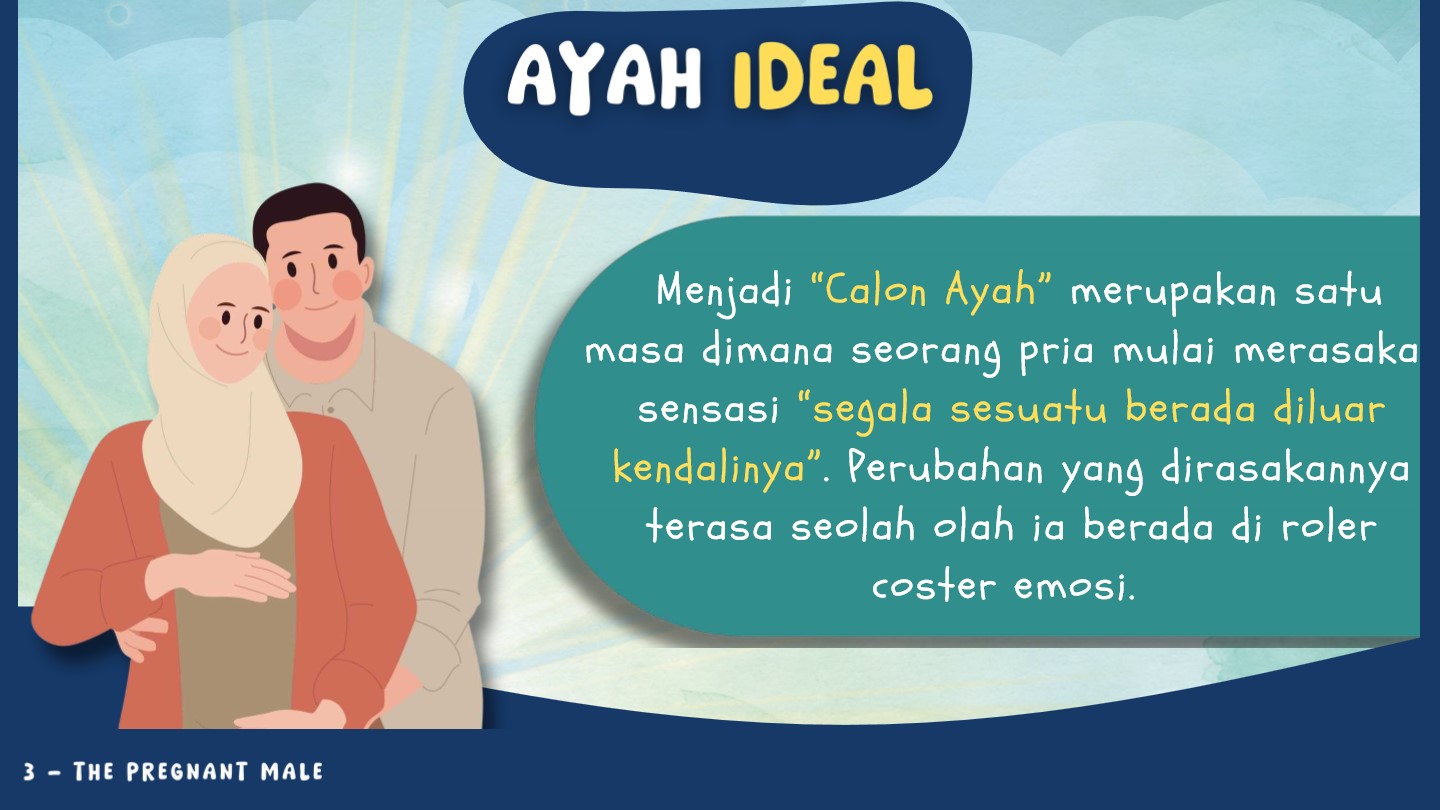 AYAH IDEAL
Menjadi “Calon Ayah” merupakan satu
masa dimana seorang pria mulai merasaka
sensasi “segala sesuatu berada diluar
kendalinya”. Perubahan yang dirasakannya
terasa seolah olah ia berada di roler
coster emosi.
3 – THE PREGNANT MALE